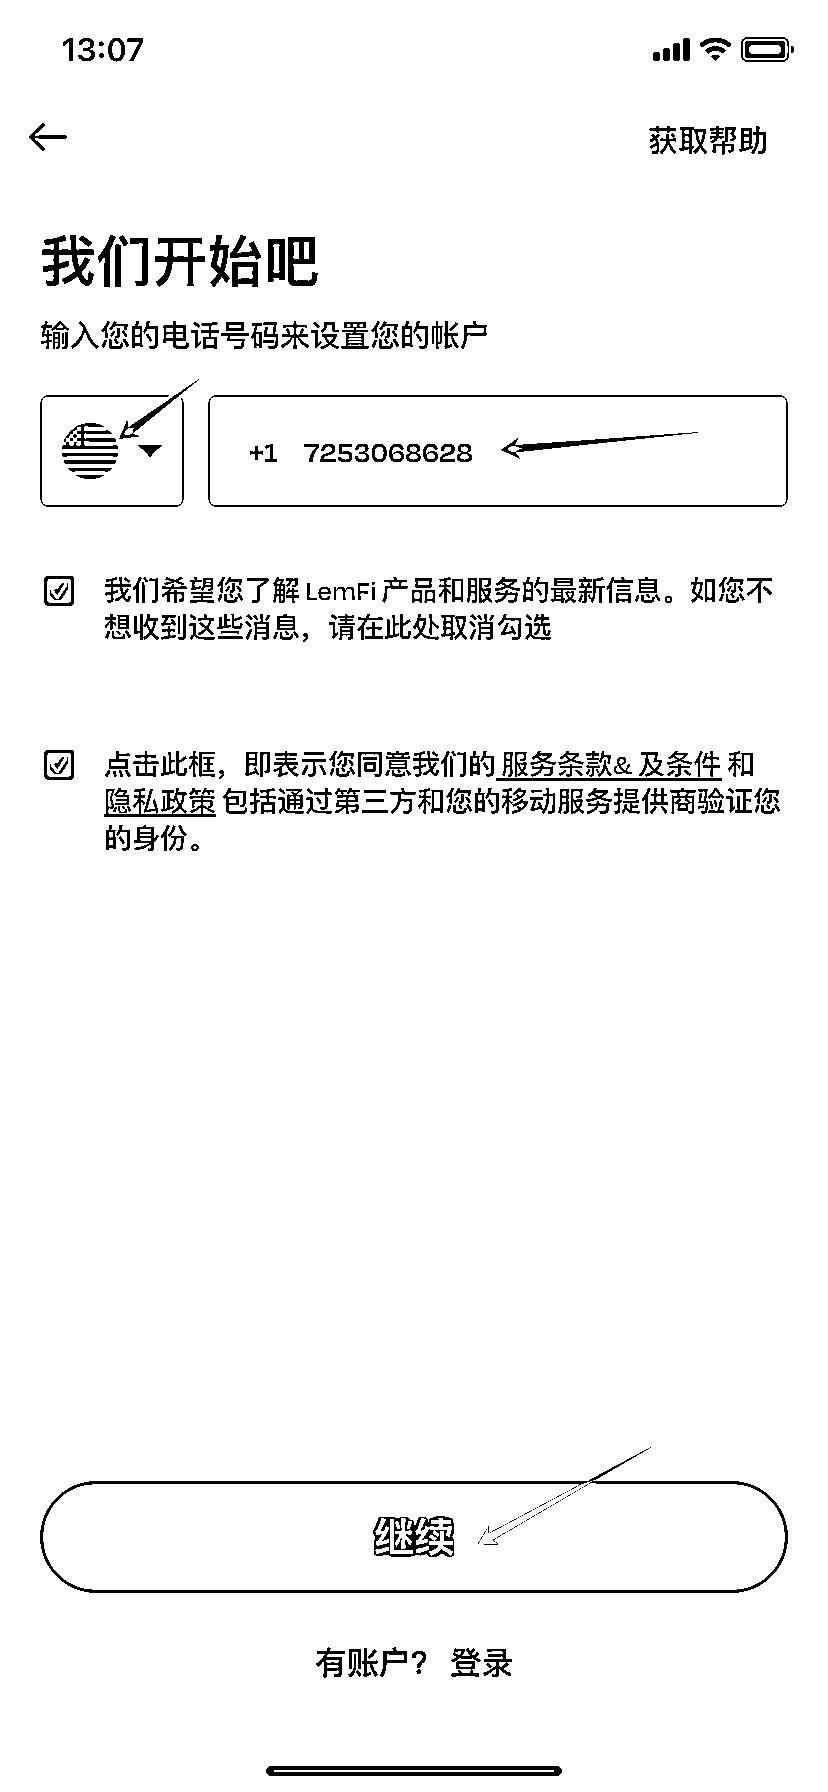 13:07
获取帮助
我们开始吧
输入您的电话号码来设置您的帐户
+1 7253068628
我们希望您了解 LemFi 产品和服务的最新信息。如您不
想收到这些消息，请在此处取消勾选
点击此框，即表示您同意我们的 服务条款& 及条件 和
隐私政策 包括通过第三方和您的移动服务提供商验证您
的身份。
继续
有账户？ 登录